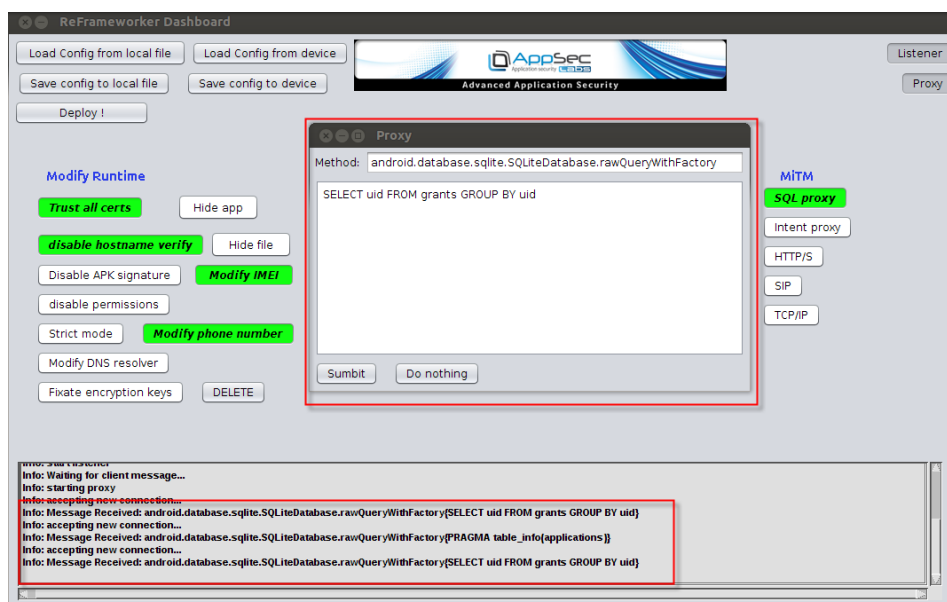 ReFrameworker Dashboard
Load Config from local file
Load Config from device
AppSec
Application security LABS
Advanced Application Security
Listener
Save config to local file
Save config to device
Proxy
Deploy !
Proxy
Method: android.database.sqlite.SQLiteDatabase.rawQueryWithFactory
SELECT uid FROM grants GROUP BY uid
Sumbit
Do nothing
Modify Runtime
Trust all certs
Hide app
disable hostname verify
Hide file
Disable APK signature
Modify IMEI
disable permissions
Strict mode
Modify phone number
Modify DNS resolver
Fixate encryption keys
DELETE
MiTM
SQL proxy
Intent proxy
HTTP/S
SIP
TCP/IP
Info: start listener
Info: Waiting for client message...
Info: starting proxy
Info: accepting new connection...
Info: Message Received: android.database.sqlite.SQLiteDatabase.rawQueryWithFactory{SELECT uid FROM grants GROUP BY uid}
Info: accepting new connection...
Info: Message Received: android.database.sqlite.SQLiteDatabase.rawQueryWithFactory{PRAGMA table_info(applications)}
Info: accepting new connection...
Info: Message Received: android.database.sqlite.SQLiteDatabase.rawQueryWithFactory{SELECT uid FROM grants GROUP BY uid}